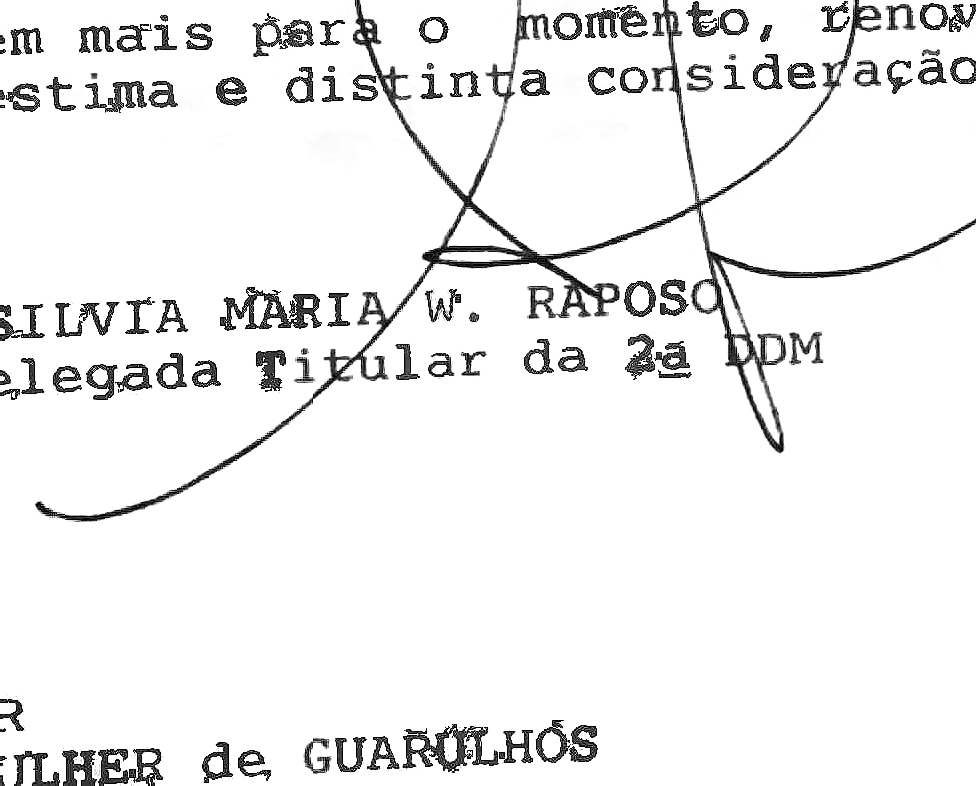 em mais para o momento, renov
estima e distinta consideração
SILVIA MARIA W. RAPOSO
elegada Titular da 2ª DDM
R
ULHER de GUARULHOS